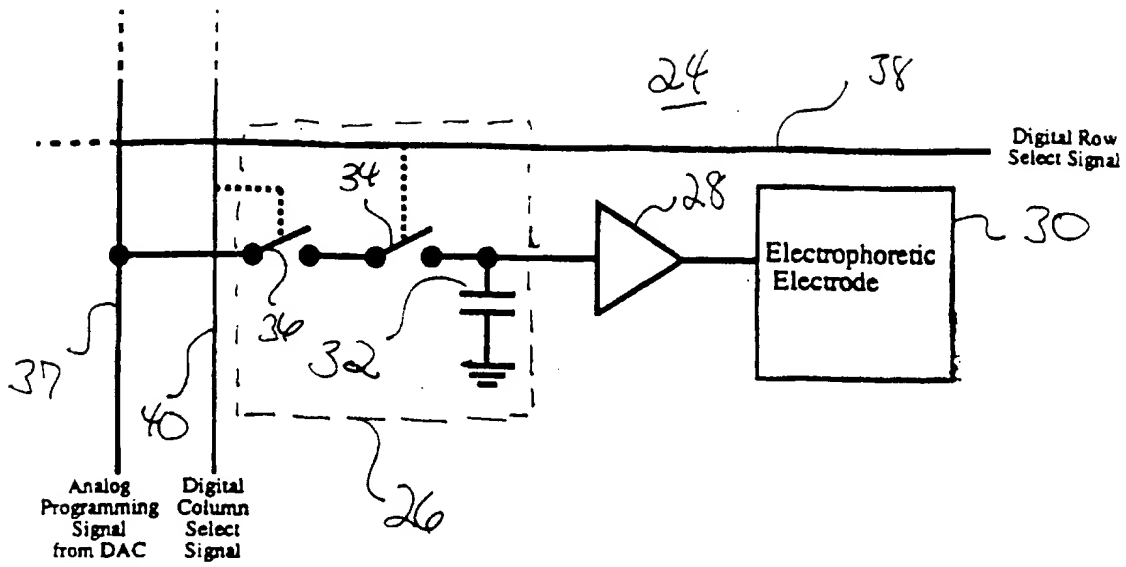 24
38
Digital Row
Select Signal
34
28
30
Electrophoretic
Electrode
36
32
37
40
26
Analog
Programming
Signal
from DAC
Digital
Column
Select
Signal